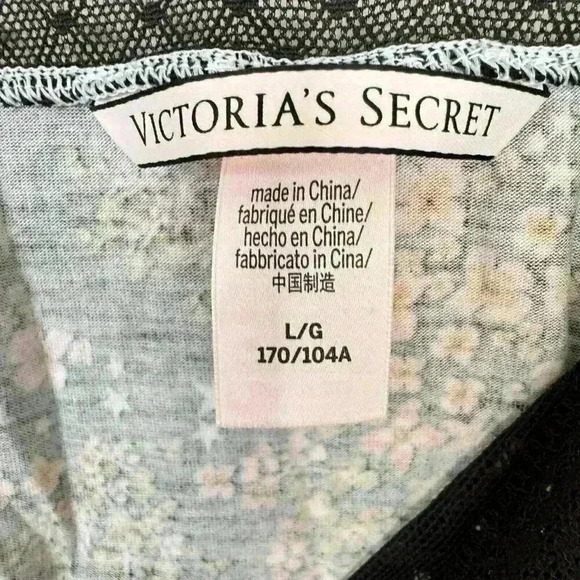 VICTORIA'S SECRET
made in China/
fabriqué en Chine/
hecho en China/
fabbricato in Cina/
中国制造
L/G
170/104A